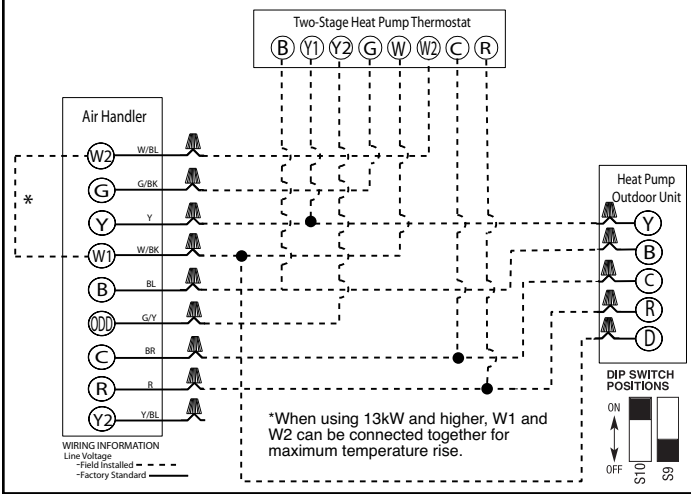 Two-Stage Heat Pump Thermostat
B Y1 Y2 G W W2 C R
Air Handler
W2 W/BL
G G/BK
Y Y
W1 W/BK
B BL
ODD G/Y
C BR
R R
Y2 Y/BL
*
Heat Pump
Outdoor Unit
Y
B
C
R
D
DIP SWITCH
POSITIONS
ON
OFF
S10 S9
*When using 13kW and higher, W1 and
W2 can be connected together for
maximum temperature rise.
WIRING INFORMATION
Line Voltage
-Field Installed
-Factory Standard